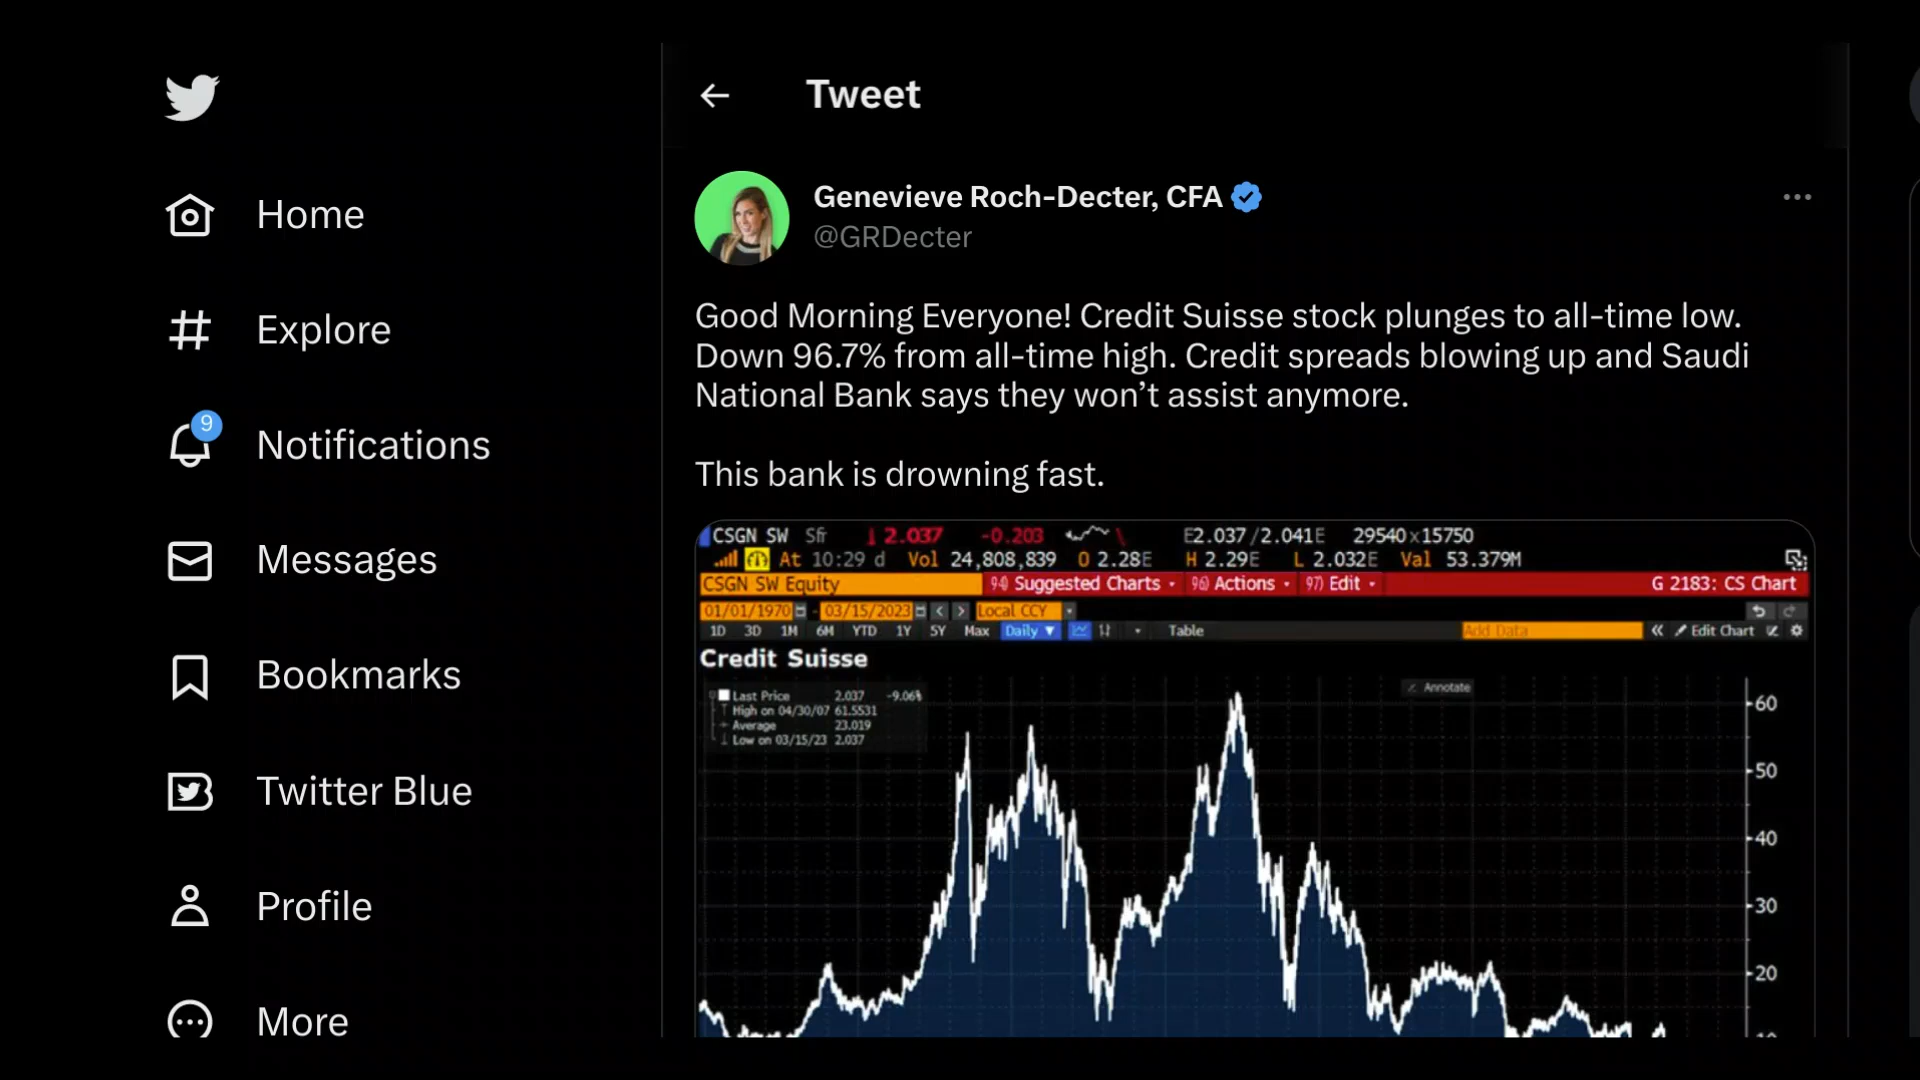 Tweet
Home
Explore
9
Notifications
Messages
Bookmarks
Twitter Blue
Profile
More
Genevieve Roch-Decter, CFA
@GRDecter
Good Morning Everyone! Credit Suisse stock plunges to all-time low.
Down 96.7% from all-time high. Credit spreads blowing up and Saudi
National Bank says they won’t assist anymore.
This bank is drowning fast.
CSGN SW Sfr 2.037 -0.203 E2.037/2.041E 29540x15750
At 10:29 d Vol 24,808,839 O 2.28E H 2.29E L 2.032E Val 53.379M
CSGN SW Equity 94) Suggested Charts 96) Actions 97) Edit G 2183: CS Chart
01/01/1970 - 03/15/2023 < > Local CCY
1D 3D 1M 6M YTD 1Y 5Y Max Daily ▼ Table Add Data « Edit Chart
Credit Suisse
Last Price 2.037 -9.06%
High on 04/30/07 61.5531
Average 23.019
Low on 03/15/23 2.037
Annotate
60
50
40
30
20